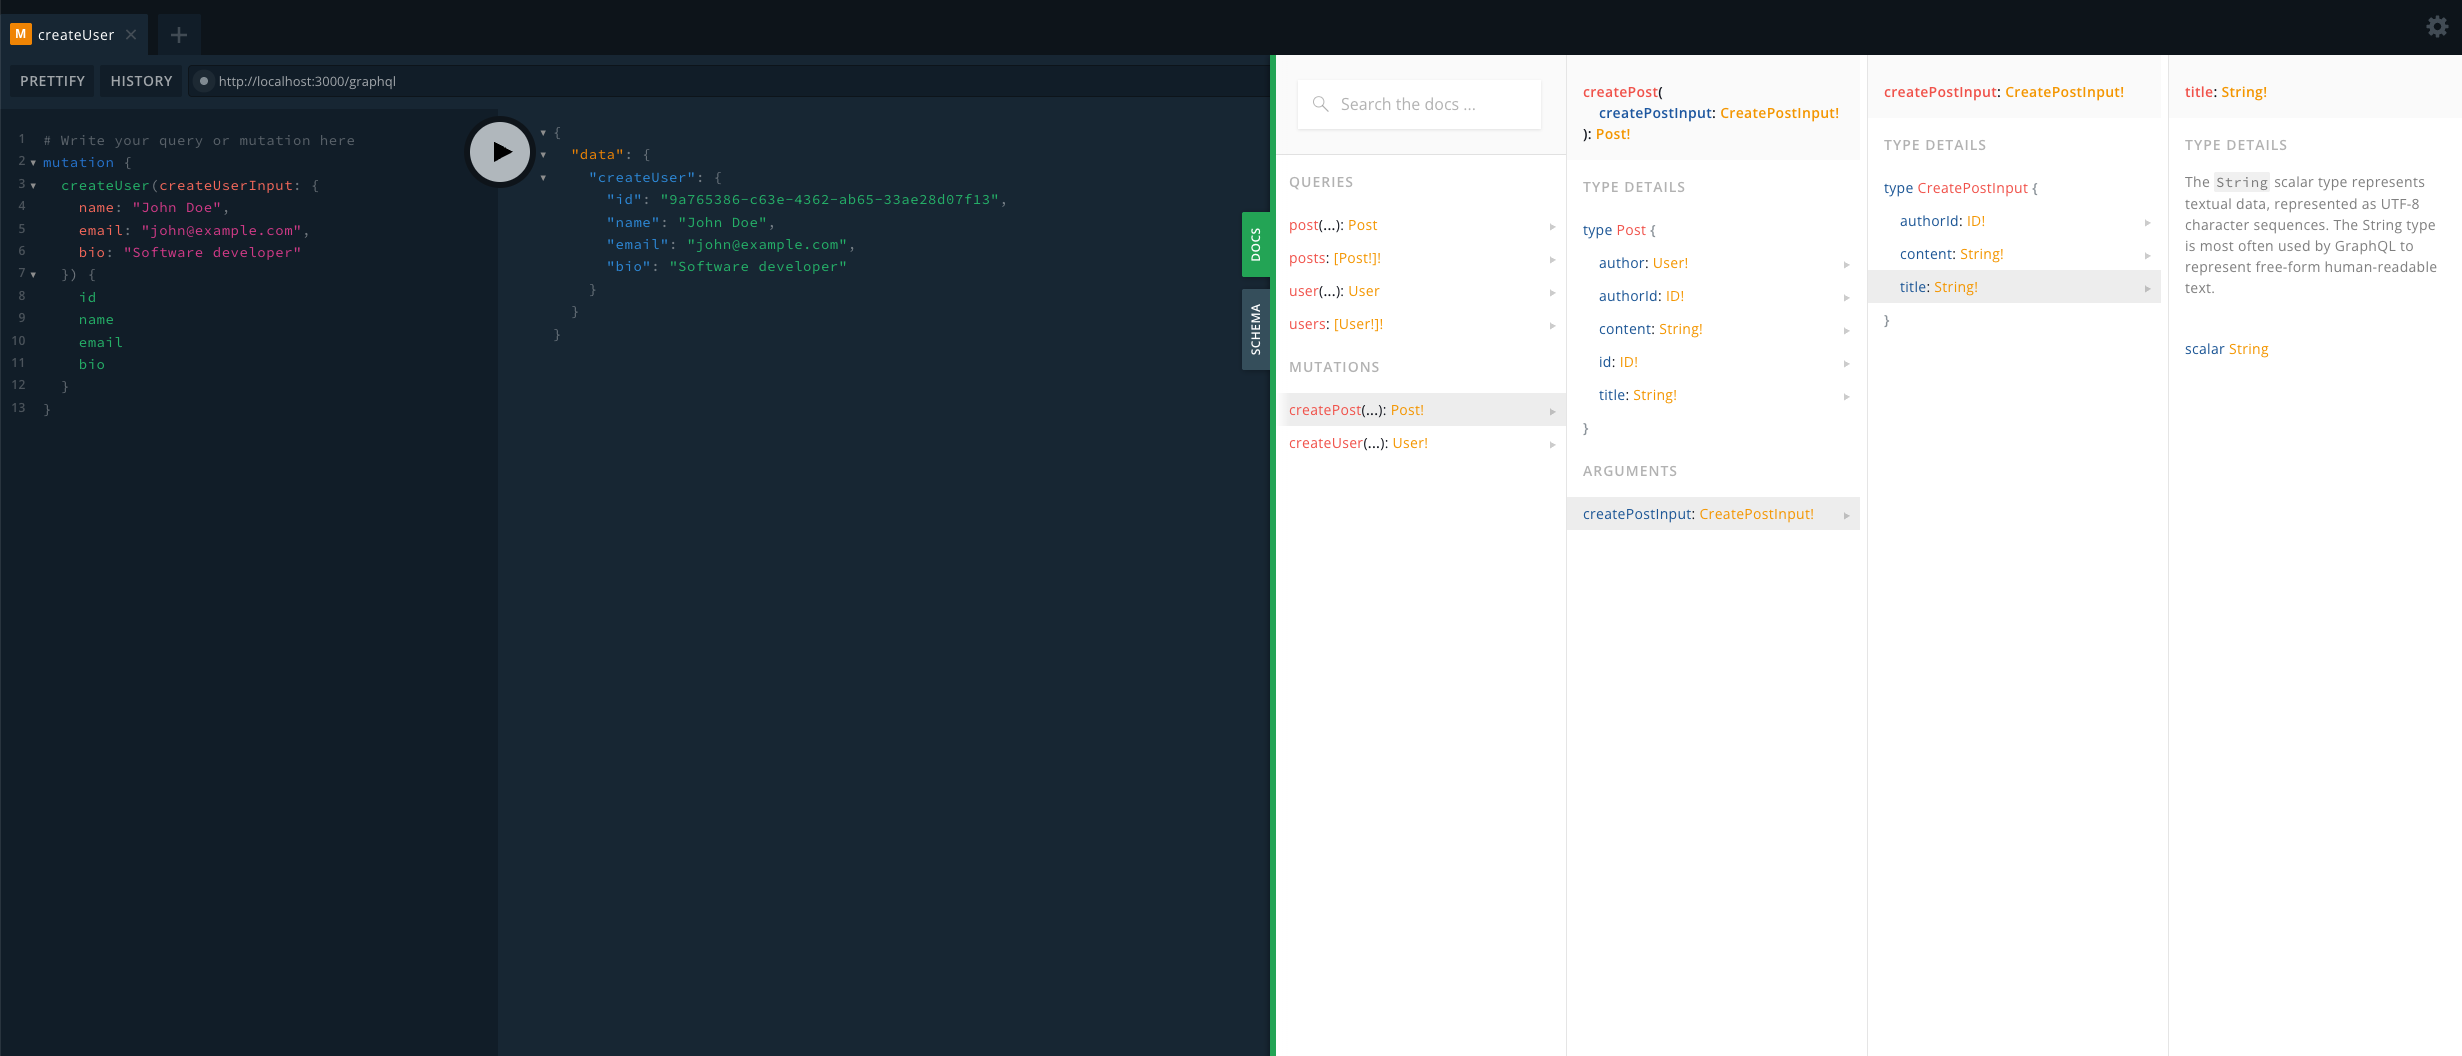 M createUser
PRETTIFY HISTORY http://localhost:3000/graphql
1 # Write your query or mutation here
2 mutation {
3 createUser(createUserInput: {
4 name: "John Doe",
5 email: "john@example.com",
6 bio: "Software developer"
7 }) {
8 id
9 name
10 email
11 bio
12 }
13 }
{
"data": {
"createUser": {
"id": "9a765386-c63e-4362-ab65-33ae28d07f13",
"name": "John Doe",
"email": "john@example.com",
"bio": "Software developer"
}
}
}
DOCS
SCHEMA
Search the docs ...
QUERIES
post(...): Post
posts: [Post!]!
user(...): User
users: [User!]!
MUTATIONS
createPost(...): Post!
createUser(...): User!
createPost(
createPostInput: CreatePostInput!
): Post!
TYPE DETAILS
type Post {
author: User!
authorId: ID!
content: String!
id: ID!
title: String!
}
ARGUMENTS
createPostInput: CreatePostInput!
createPostInput: CreatePostInput!
TYPE DETAILS
type CreatePostInput {
authorId: ID!
content: String!
title: String!
}
title: String!
TYPE DETAILS
The String scalar type represents
textual data, represented as UTF-8
character sequences. The String type
is most often used by GraphQL to
represent free-form human-readable
text.
scalar String